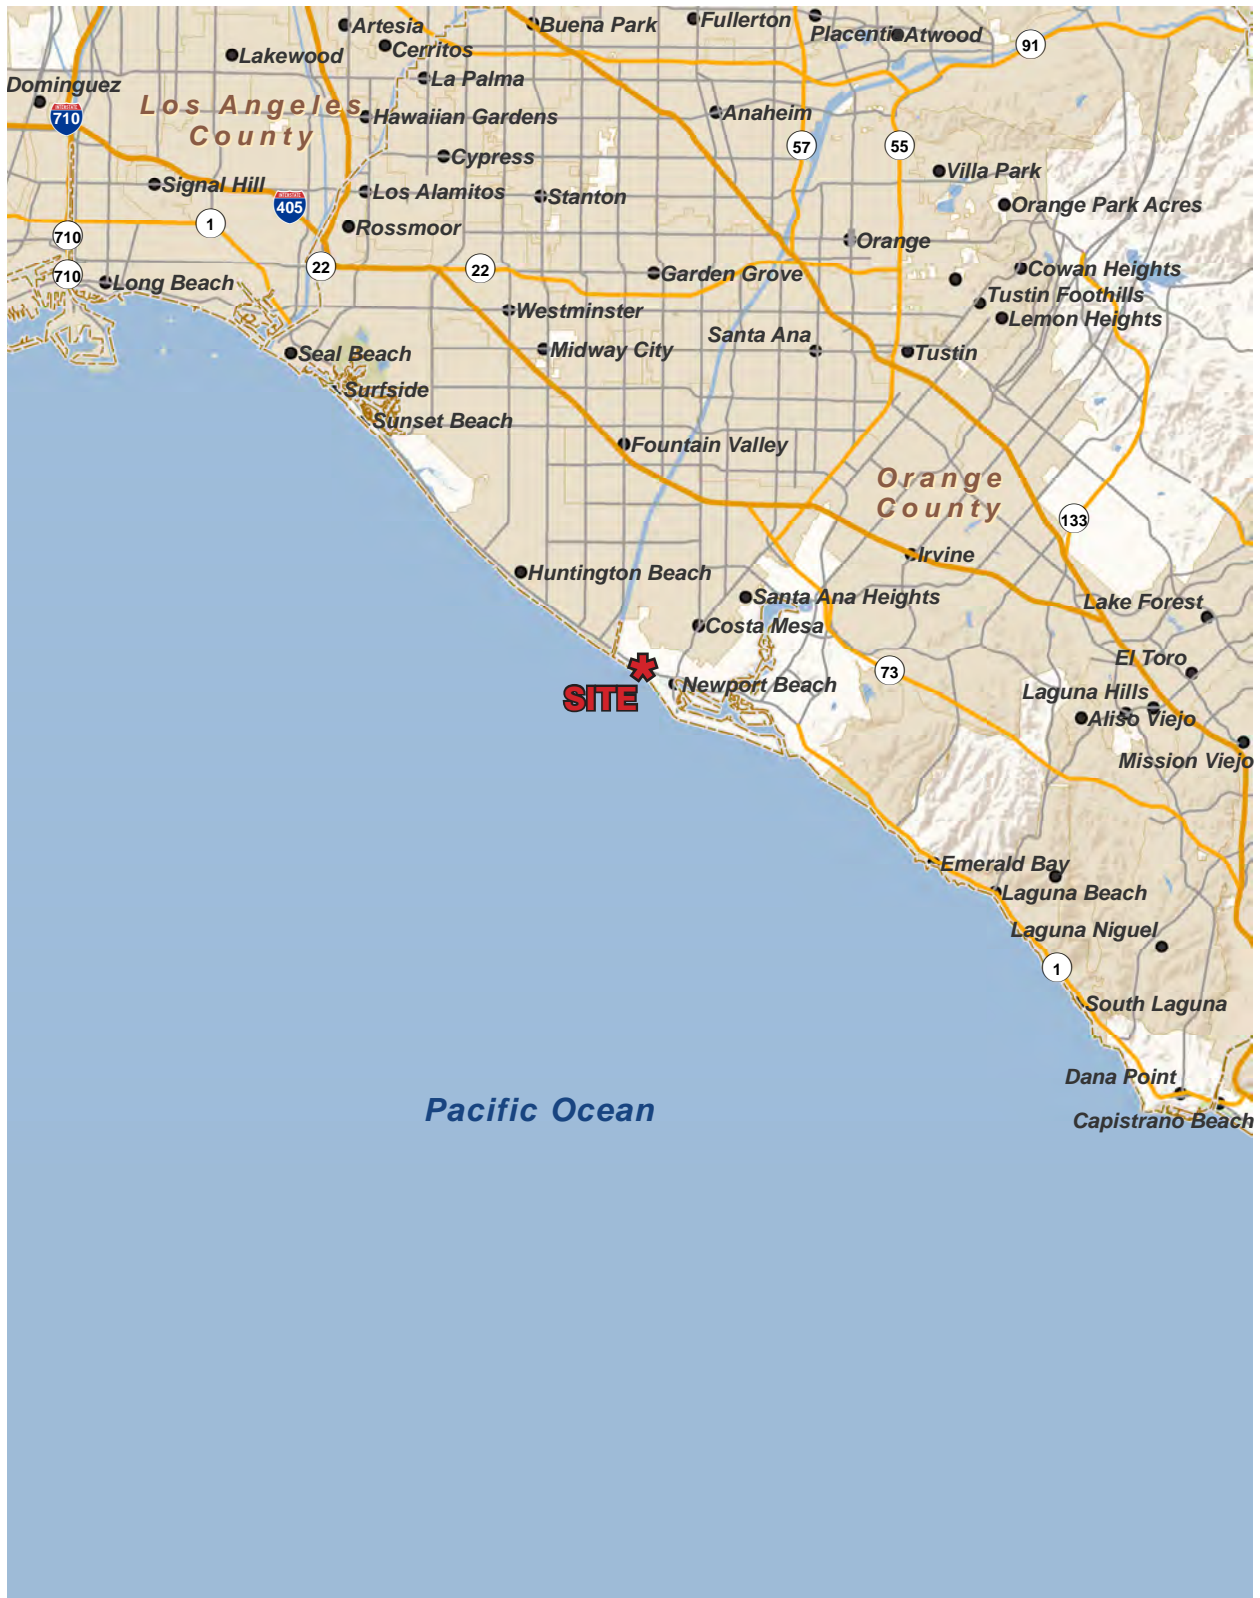 Artesia
Buena Park
Fullerton
Placenti
Atwood
Lakewood
Cerritos
91
La Palma
Dominguez
INTERSTATE
710
Los Angeles
County
Hawaiian Gardens
Anaheim
57
55
Cypress
Villa Park
Signal Hill
INTERSTATE
405
Los Alamitos
Stanton
Orange Park Acres
1
Rossmoor
710
Orange
22
22
710
Long Beach
Garden Grove
Cowan Heights
Tustin Foothills
Westminster
Lemon Heights
Santa Ana
Seal Beach
Midway City
Tustin
Surfside
Sunset Beach
Fountain Valley
Orange
County
133
Irvine
Huntington Beach
Santa Ana Heights
Lake Forest
Costa Mesa
El Toro
*
SITE
73
Newport Beach
Laguna Hills
Aliso Viejo
Mission Viejo
Emerald Bay
Laguna Beach
Laguna Niguel
1
South Laguna
Dana Point
Pacific Ocean
Capistrano Beach